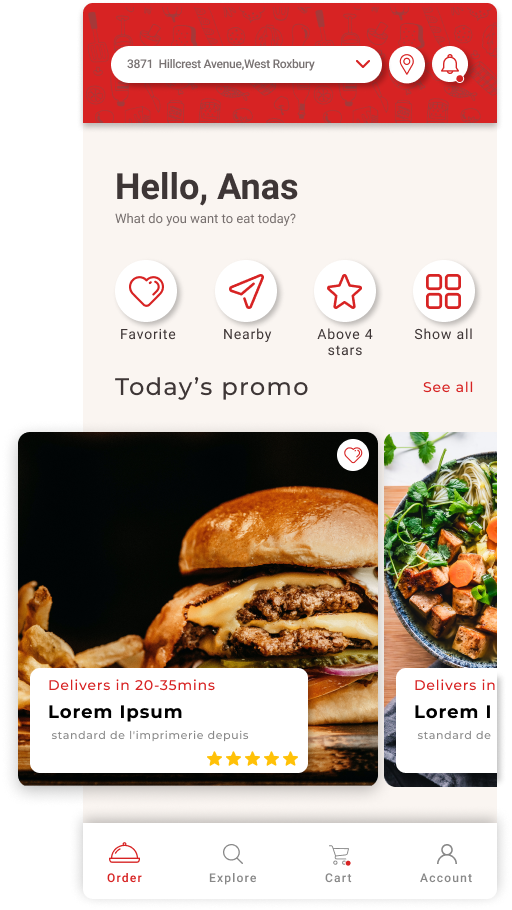 3871 Hillcrest Avenue,West Roxbury
Hello, Anas
What do you want to eat today?
Favorite
Nearby
Above 4
stars
Show all
Today’s promo
See all
Delivers in 20-35mins
Lorem Ipsum
standard de l'imprimerie depuis
Delivers in
Lorem I
standard de
Order
Explore
Cart
Account